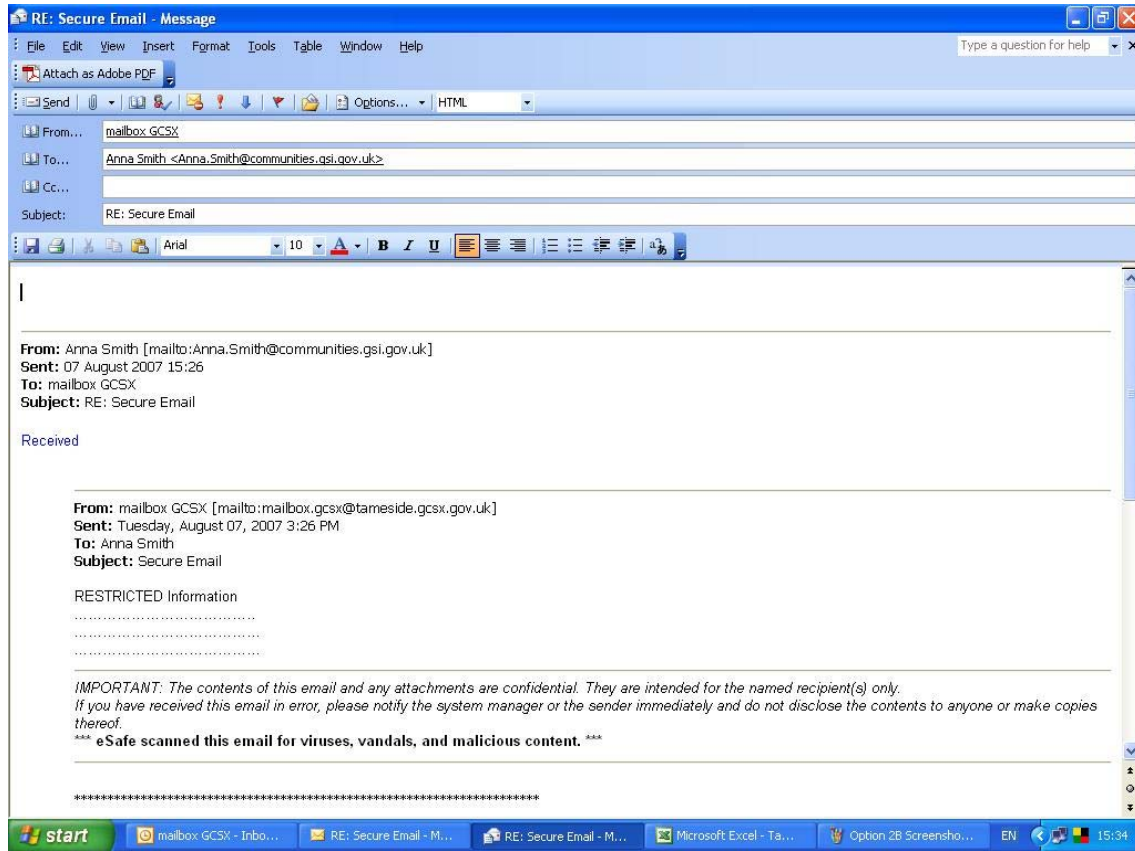 RE: Secure Email - Message
File Edit View Insert Format Tools Table Window Help Type a question for help
Attach as Adobe PDF
Send Options... HTML
From... mailbox GCSX
To... Anna Smith <Anna.Smith@communities.gsi.gov.uk>
Cc...
Subject: RE: Secure Email
Arial 10 A B I U
From: Anna Smith [mailto:Anna.Smith@communities.gsi.gov.uk]
Sent: 07 August 2007 15:26
To: mailbox GCSX
Subject: RE: Secure Email
Received
From: mailbox GCSX [mailto:mailbox.gcsx@tameside.gcsx.gov.uk]
Sent: Tuesday, August 07, 2007 3:26 PM
To: Anna Smith
Subject: Secure Email
RESTRICTED Information
……………………………………
……………………………………
……………………………………
IMPORTANT: The contents of this email and any attachments are confidential. They are intended for the named recipient(s) only.
If you have received this email in error, please notify the system manager or the sender immediately and do not disclose the contents to anyone or make copies
thereof.
*** eSafe scanned this email for viruses, vandals, and malicious content. ***
**********************************************************************
start mailbox GCSX - Inbo... RE: Secure Email - M... RE: Secure Email - M... Microsoft Excel - Ta... Option 2B Screensho... EN 15:34